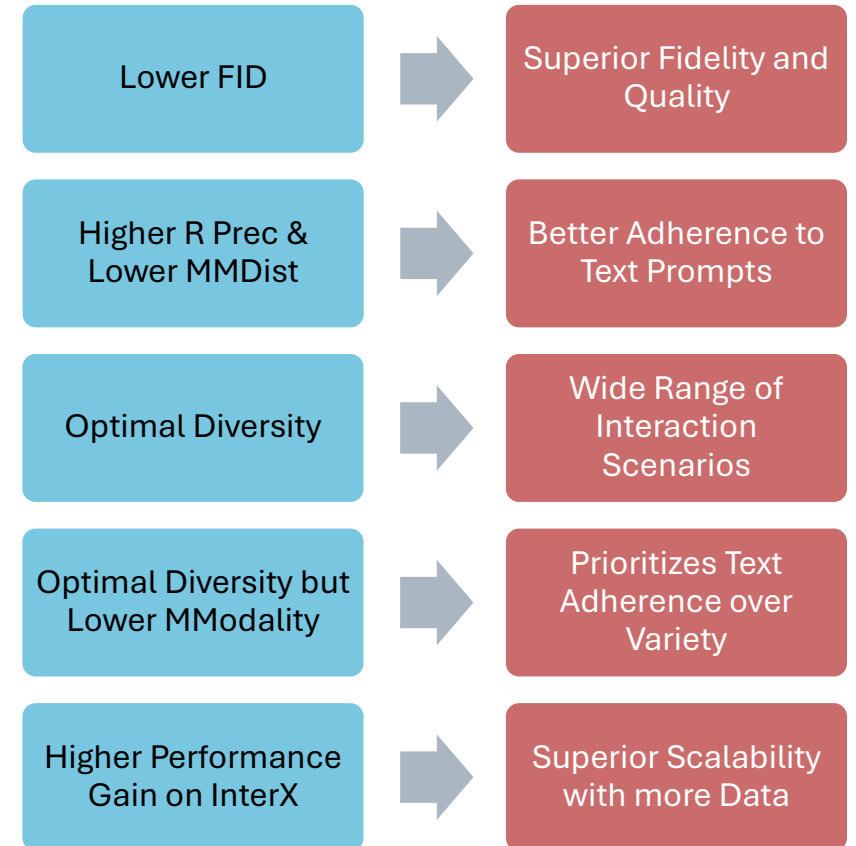 Lower FID
Superior Fidelity and
Quality
Higher R Prec &
Lower MMDist
Better Adherence to
Text Prompts
Optimal Diversity
Wide Range of
Interaction
Scenarios
Optimal Diversity but
Lower MModality
Prioritizes Text
Adherence over
Variety
Higher Performance
Gain on InterX
Superior Scalability
with more Data